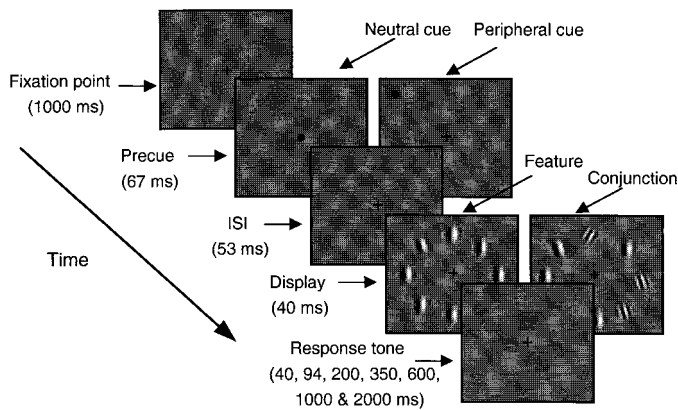 Neutral cue
Peripheral cue
Fixation point
(1000 ms)
Precue
(67 ms)
Feature
Conjunction
ISI
(53 ms)
Time
Display
(40 ms)
Response tone
(40, 94, 200, 350, 600,
1000 & 2000 ms)